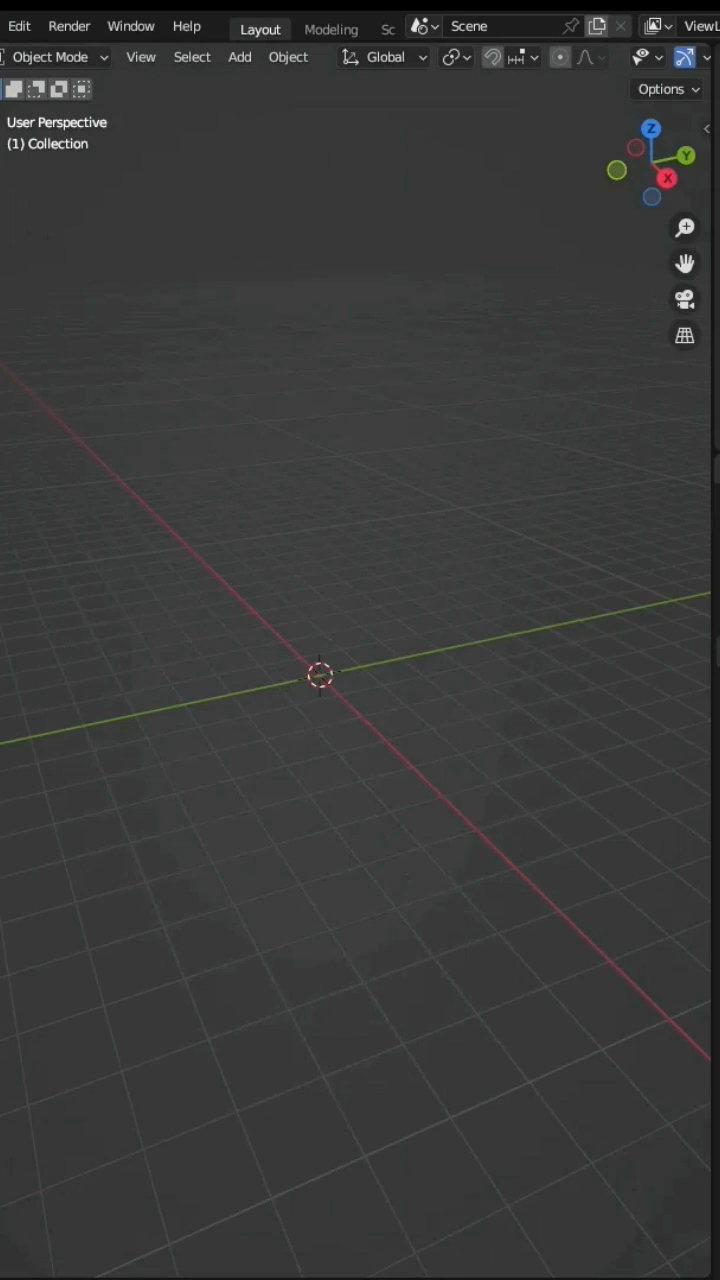 Edit Render Window Help Layout Modeling Sc Scene ViewL
Object Mode View Select Add Object Global
Options
User Perspective
(1) Collection
Z
Y
X